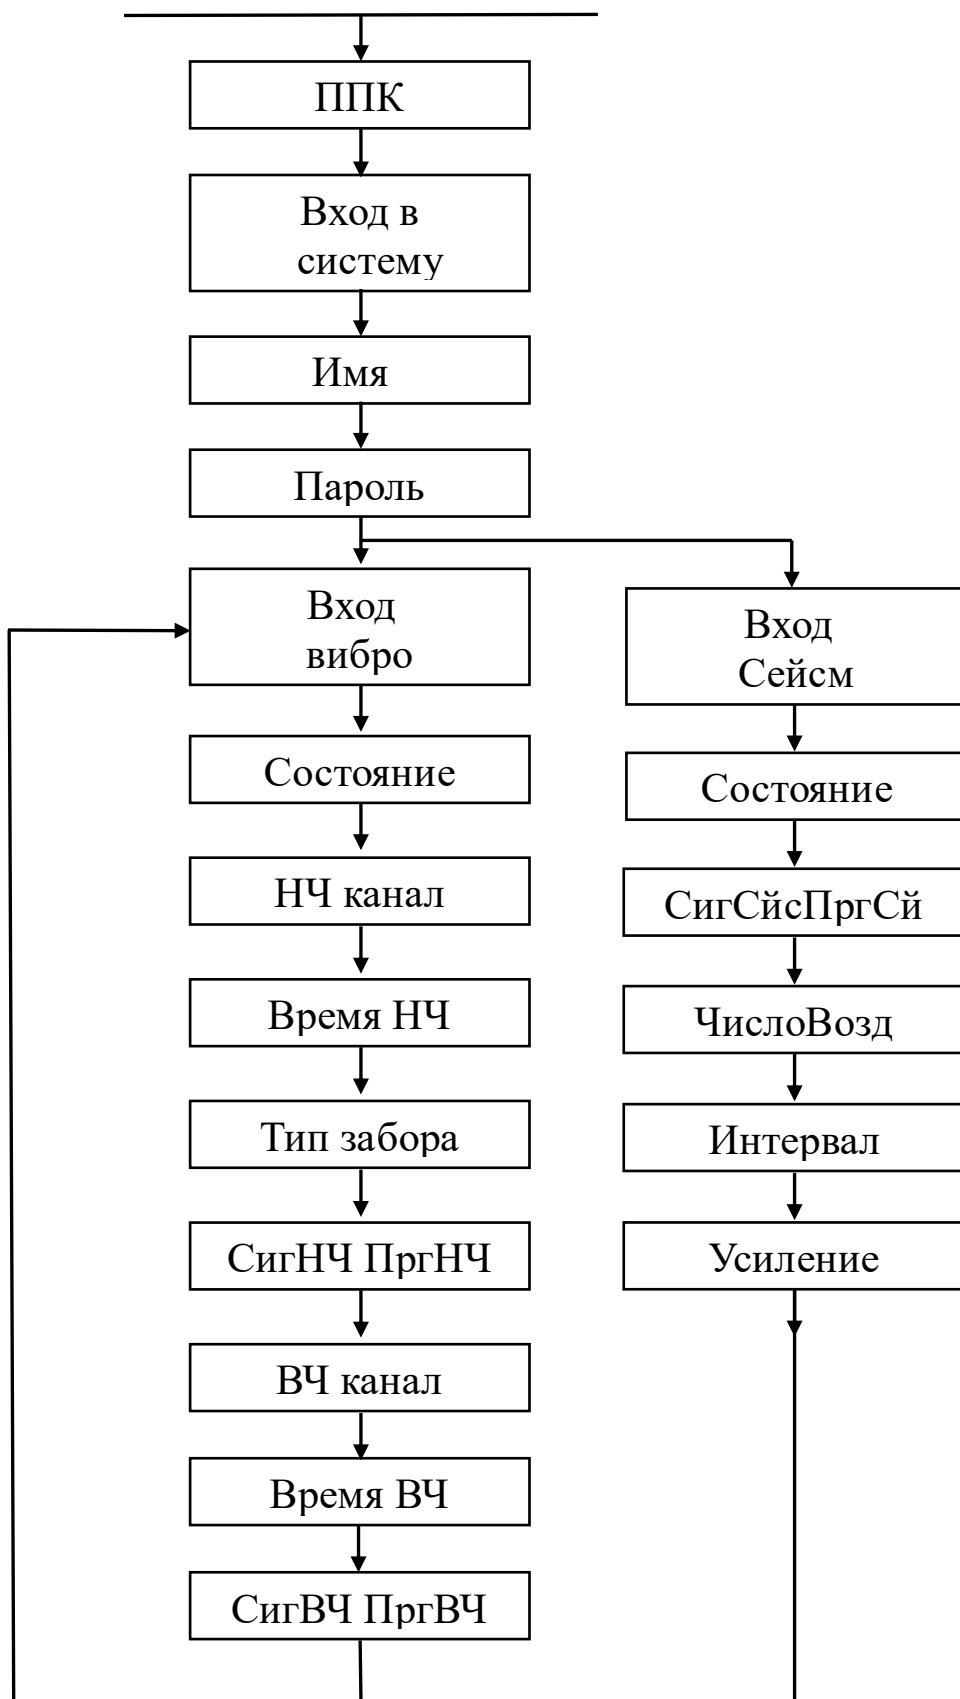 ППК
Вход в
систему
Имя
Пароль
Вход
вибро
Состояние
НЧ канал
Время НЧ
Тип забора
СигНЧ ПргНЧ
ВЧ канал
Время ВЧ
СигВЧ ПргВЧ
Вход
Сейсм
Состояние
СигСйсПргСй
ЧислоВозд
Интервал
Усиление